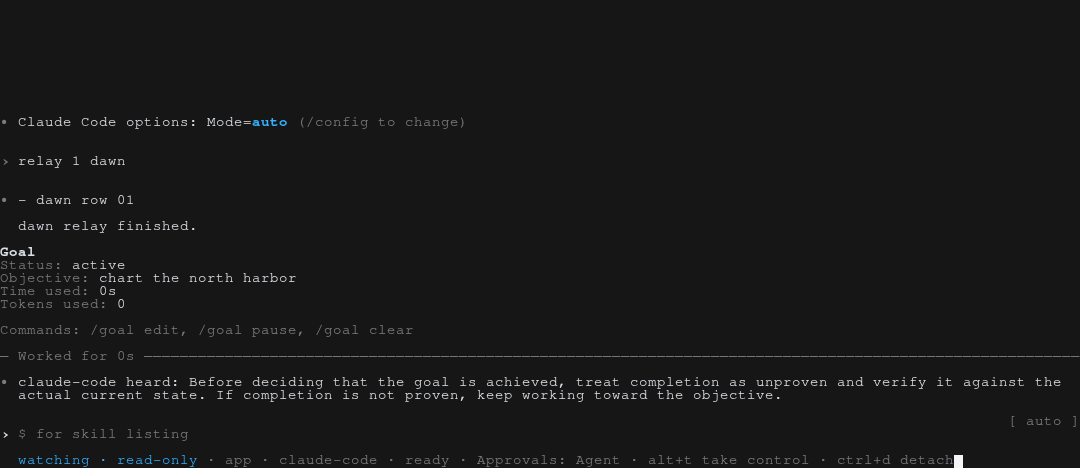 • Claude Code options: Mode=auto (/config to change)
› relay 1 dawn
• - dawn row 01
dawn relay finished.
Goal
Status: active
Objective: chart the north harbor
Time used: 0s
Tokens used: 0
Commands: /goal edit, /goal pause, /goal clear
─ Worked for 0s ─
• claude-code heard: Before deciding that the goal is achieved, treat completion as unproven and verify it against the
actual current state. If completion is not proven, keep working toward the objective.
[ auto ]
› $ for skill listing
watching · read-only · app · claude-code · ready · Approvals: Agent · alt+t take control · ctrl+d detach